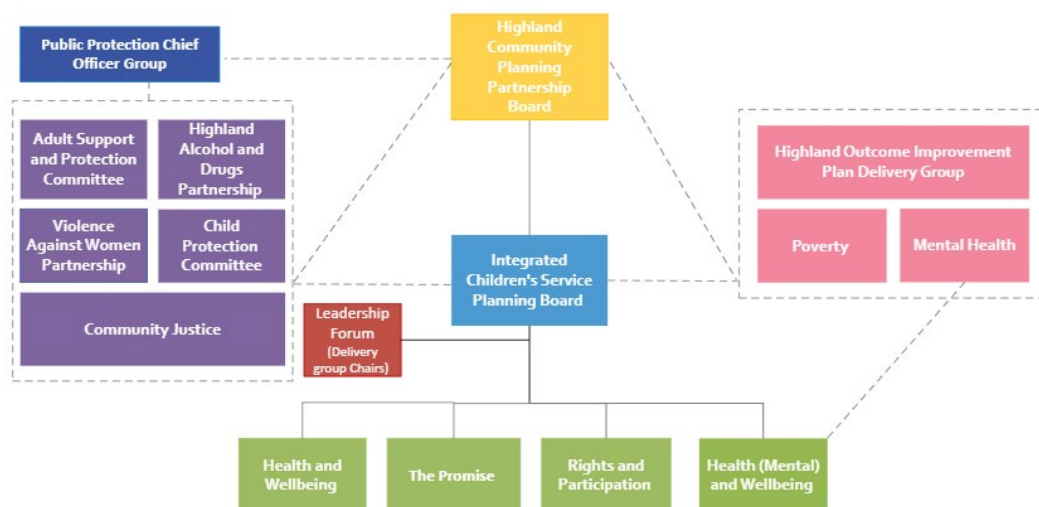 Public Protection Chief
Officer Group
Highland
Community
Planning
Partnership
Board
Adult Support
and Protection
Committee
Highland
Alcohol and
Drugs
Partnership
Violence
Against Women
Partnership
Child
Protection
Committee
Community Justice
Highland Outcome Improvement
Plan Delivery Group
Poverty
Mental Health
Integrated
Children's Service
Planning Board
Leadership
Forum
(Delivery
group Chairs)
Health and
Wellbeing
The Promise
Rights and
Participation
Health (Mental)
and Wellbeing